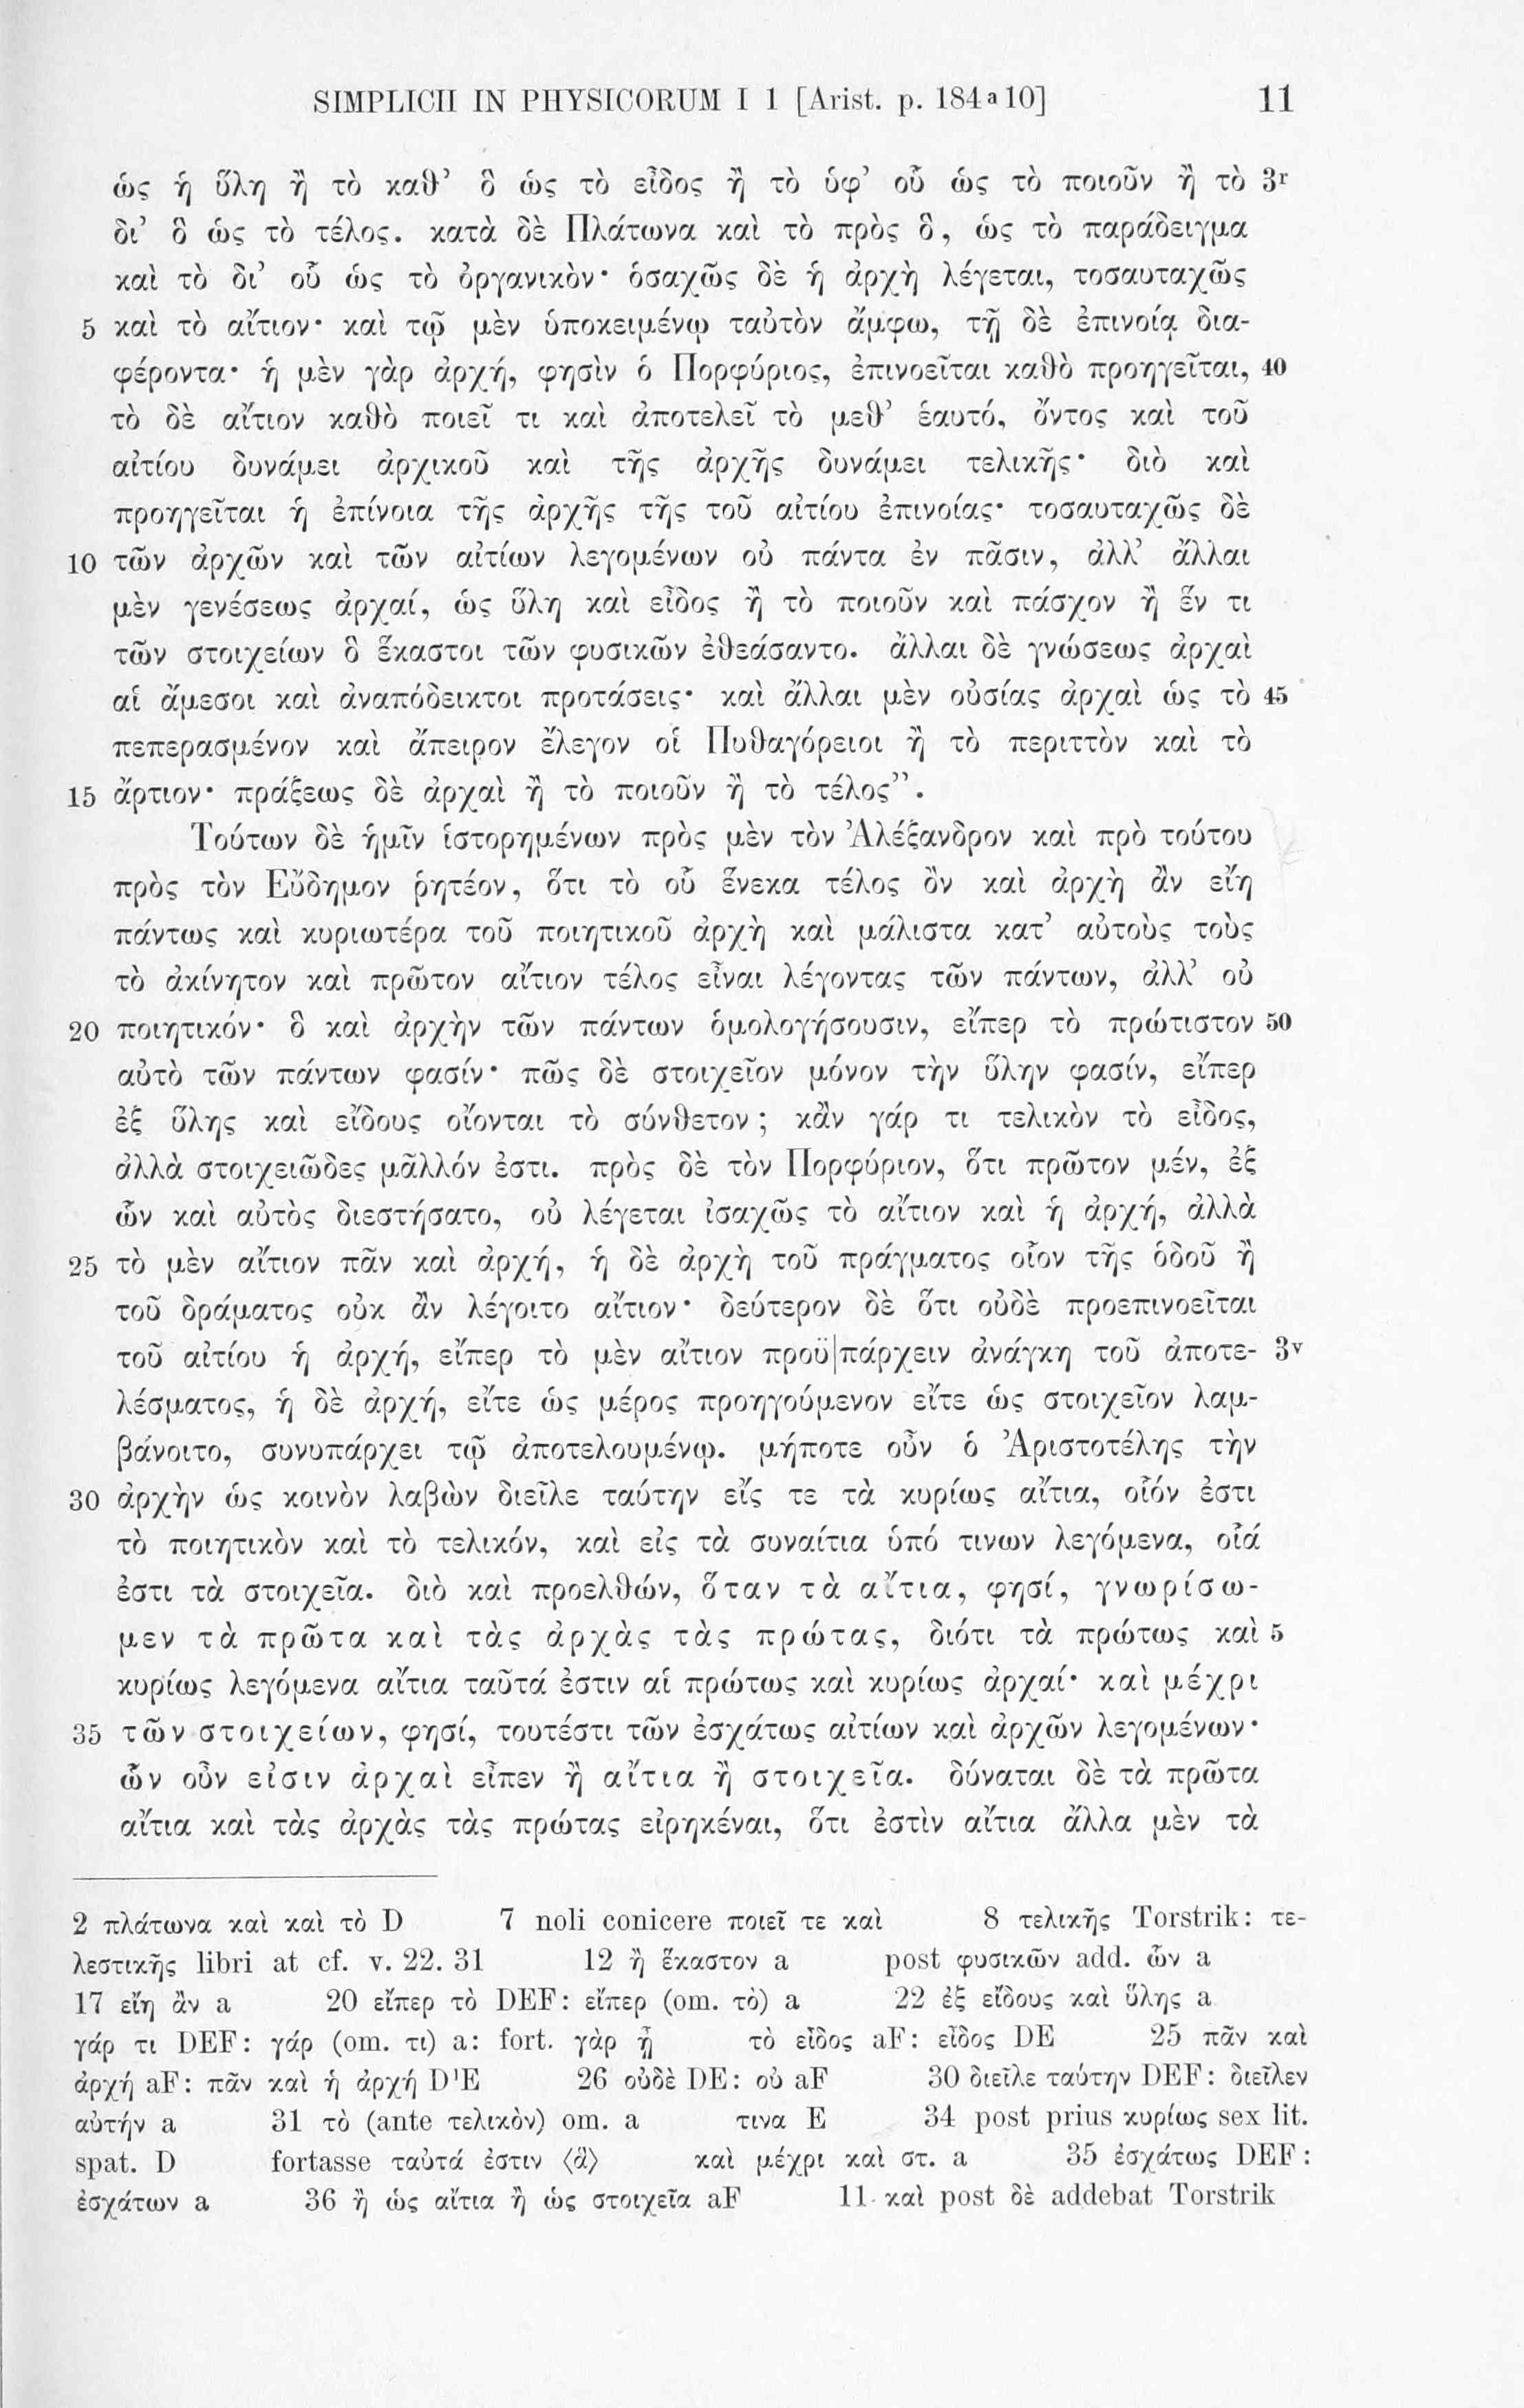 SIMPLICII IN PHYSICORUM I 1 [Arist. p. 184ª10] 11
ὡς ἡ ὕλη ἢ τὸ καθ’ ὃ ὡς τὸ εἶδος ἢ τὸ ὑφ’ οὗ ὡς τὸ ποιοῦν ἢ τὸ 3ʳ
δι’ ὃ ὡς τὸ τέλος. κατὰ δὲ Πλάτωνα καὶ τὸ πρὸς ὃ, ὡς τὸ παράδειγμα
καὶ τὸ δι’ οὗ ὡς τὸ ὀργανικὸν· ὁσαχῶς δὲ ἡ ἀρχὴ λέγεται, τοσαυταχῶς
5 καὶ τὸ αἴτιον· καὶ τῷ μὲν ὑποκειμένῳ ταὐτὸν ἄμφω, τῇ δὲ ἐπινοίᾳ δια-
φέροντα· ἡ μὲν γὰρ ἀρχή, φησὶν ὁ Πορφύριος, ἐπινοεῖται καθὸ προηγεῖται, 40
τὸ δὲ αἴτιον καθὸ ποιεῖ τι καὶ ἀποτελεῖ τὸ μεθ’ ἑαυτό, ὄντος καὶ τοῦ
αἰτίου δυνάμει ἀρχικοῦ καὶ τῆς ἀρχῆς δυνάμει τελικῆς· διὸ καὶ
προηγεῖται ἡ ἐπίνοια τῆς ἀρχῆς τῆς τοῦ αἰτίου ἐπινοίας· τοσαυταχῶς δὲ
10 τῶν ἀρχῶν καὶ τῶν αἰτίων λεγομένων οὐ πάντα ἐν πᾶσιν, ἀλλ’ ἄλλαι
μὲν γενέσεως ἀρχαί, ὡς ὕλη καὶ εἶδος ἢ τὸ ποιοῦν καὶ πάσχον ἢ ἕν τι
τῶν στοιχείων ὃ ἕκαστοι τῶν φυσικῶν ἐθεάσαντο. ἄλλαι δὲ γνώσεως ἀρχαὶ
αἱ ἄμεσοι καὶ ἀναπόδεικτοι προτάσεις· καὶ ἄλλαι μὲν οὐσίας ἀρχαὶ ὡς τὸ 45
πεπερασμένον καὶ ἄπειρον ἔλεγον οἱ Πυθαγόρειοι ἢ τὸ περιττὸν καὶ τὸ
15 ἄρτιον· πράξεως δὲ ἀρχαὶ ἢ τὸ ποιοῦν ἢ τὸ τέλος”.
Τούτων δὲ ἡμῖν ἱστορημένων πρὸς μὲν τὸν Ἀλέξανδρον καὶ πρὸ τούτου
πρὸς τὸν Εὔδημον ῥητέον, ὅτι τὸ οὗ ἕνεκα τέλος ὂν καὶ ἀρχὴ ἂν εἴη
πάντως καὶ κυριωτέρα τοῦ ποιητικοῦ ἀρχὴ καὶ μάλιστα κατ’ αὐτοὺς τοὺς
τὸ ἀκίνητον καὶ πρῶτον αἴτιον τέλος εἶναι λέγοντας τῶν πάντων, ἀλλ’ οὐ
20 ποιητικόν· ὃ καὶ ἀρχὴν τῶν πάντων ὁμολογήσουσιν, εἴπερ τὸ πρώτιστον 50
αὐτὸ τῶν πάντων φασίν· πῶς δὲ στοιχεῖον μόνον τὴν ὕλην φασίν, εἴπερ
ἐξ ὕλης καὶ εἴδους οἴονται τὸ σύνθετον; κἂν γάρ τι τελικὸν τὸ εἶδος,
ἀλλὰ στοιχειῶδες μᾶλλόν ἐστι. πρὸς δὲ τὸν Πορφύριον, ὅτι πρῶτον μέν, ἐξ
ὧν καὶ αὐτὸς διεστήσατο, οὐ λέγεται ἰσαχῶς τὸ αἴτιον καὶ ἡ ἀρχή, ἀλλὰ
25 τὸ μὲν αἴτιον πᾶν καὶ ἀρχή, ἡ δὲ ἀρχὴ τοῦ πράγματος οἷον τῆς ὁδοῦ ἢ
τοῦ δράματος οὐκ ἂν λέγοιτο αἴτιον· δεύτερον δὲ ὅτι οὐδὲ προεπινοεῖται
τοῦ αἰτίου ἡ ἀρχή, εἴπερ τὸ μὲν αἴτιον προϋ|πάρχειν ἀνάγκη τοῦ ἀποτε- 3ᵛ
λέσματος, ἡ δὲ ἀρχή, εἴτε ὡς μέρος προηγούμενον εἴτε ὡς στοιχεῖον λαμ-
βάνοιτο, συνυπάρχει τῷ ἀποτελουμένῳ. μήποτε οὖν ὁ Ἀριστοτέλης τὴν
30 ἀρχὴν ὡς κοινὸν λαβὼν διεῖλε ταύτην εἴς τε τὰ κυρίως αἴτια, οἷόν ἐστι
τὸ ποιητικὸν καὶ τὸ τελικόν, καὶ εἰς τὰ συναίτια ὑπό τινων λεγόμενα, οἷά
ἐστι τὰ στοιχεῖα. διὸ καὶ προελθών, ὅταν τὰ αἴτια, φησί, γνωρίσω-
μεν τὰ πρῶτα καὶ τὰς ἀρχὰς τὰς πρώτας, διότι τὰ πρώτως καὶ 5
κυρίως λεγόμενα αἴτια ταῦτά ἐστιν αἱ πρώτως καὶ κυρίως ἀρχαί· καὶ μέχρι
35 τῶν στοιχείων, φησί, τουτέστι τῶν ἐσχάτως αἰτίων καὶ ἀρχῶν λεγομένων·
ὧν οὖν εἰσιν ἀρχαὶ εἶπεν ἢ αἴτια ἢ στοιχεῖα. δύναται δὲ τὰ πρῶτα
αἴτια καὶ τὰς ἀρχὰς τὰς πρώτας εἰρηκέναι, ὅτι ἐστὶν αἴτια ἄλλα μὲν τὰ
2 πλάτωνα καὶ καὶ τὸ D 7 noli conicere ποιεῖ τε καὶ 8 τελικῆς Torstrik: τε-
λεστικῆς libri at cf. v. 22. 31 12 ἢ ἕκαστον a post φυσικῶν add. ὧν a
17 εἴη ἂν a 20 εἴπερ τὸ DEF: εἴπερ (om. τὸ) a 22 ἐξ εἴδους καὶ ὕλης a
γάρ τι DEF: γάρ (om. τι) a: fort. γὰρ ᾖ τὸ εἶδος aF: εἶδος DE 25 πᾶν καὶ
ἀρχή aF: πᾶν καὶ ἡ ἀρχή D¹E 26 οὐδὲ DE: οὐ aF 30 διεῖλε ταύτην DEF: διεῖλεν
αὐτήν a 31 τὸ (ante τελικὸν) om. a τινα E 34 post prius κυρίως sex lit.
spat. D fortasse ταὐτά ἐστιν ⟨ἃ⟩ καὶ μέχρι καὶ στ. a 35 ἐσχάτως DEF:
ἐσχάτων a 36 ἢ ὡς αἴτια ἢ ὡς στοιχεῖα aF 11 καὶ post δὲ addebat Torstrik